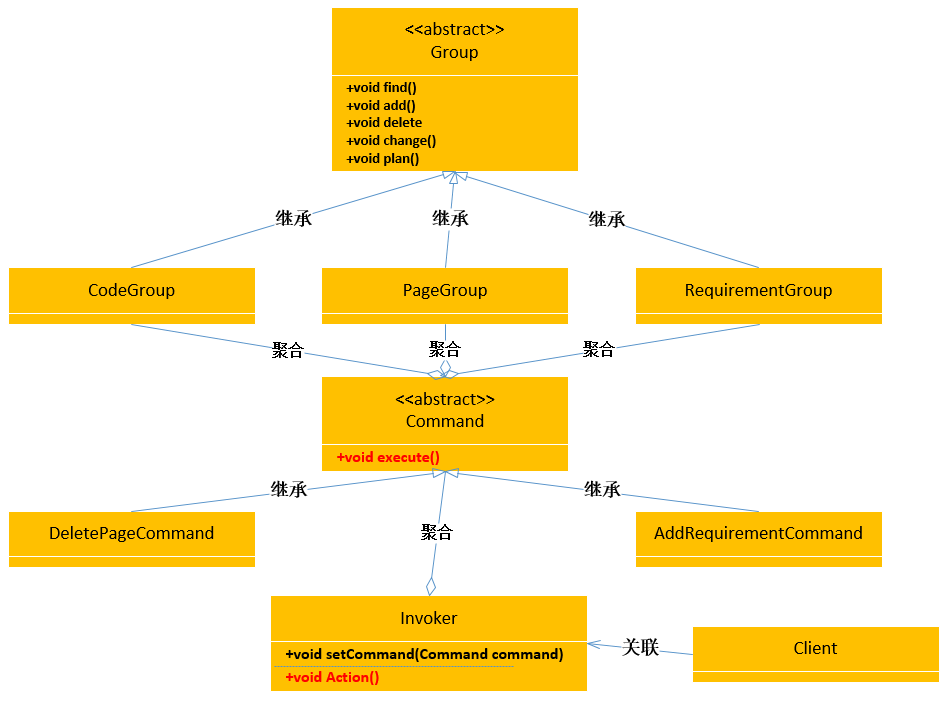 <<abstract>>
Group
+void find()
+void add()
+void delete
+void change()
+void plan()
继承
继承
继承
CodeGroup
PageGroup
RequirementGroup
聚合
聚合
聚合
<<abstract>>
Command
+void execute()
继承
继承
DeletePageCommand
聚合
AddRequirementCommand
Invoker
+void setCommand(Command command)
+void Action()
关联
Client